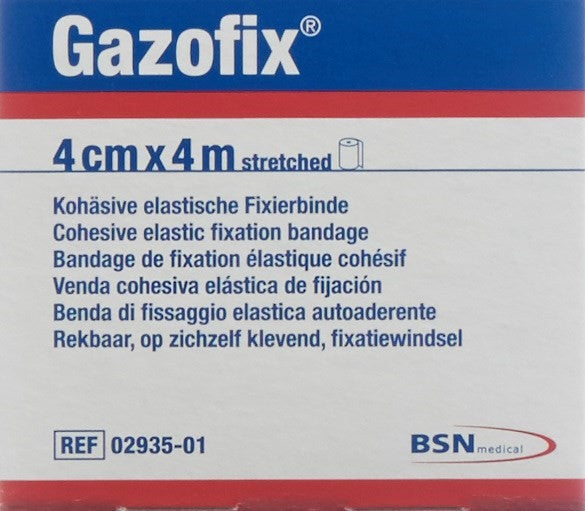 Gazofix®
4 cm x 4 m stretched
Kohäsive elastische Fixierbinde
Cohesive elastic fixation bandage
Bandage de fixation élastique cohésif
Venda cohesiva elástica de fijación
Benda di fissaggio elastica autoaderente
Rekbaar, op zichzelf klevend, fixatiewindsel
REF 02935-01
BSN medical